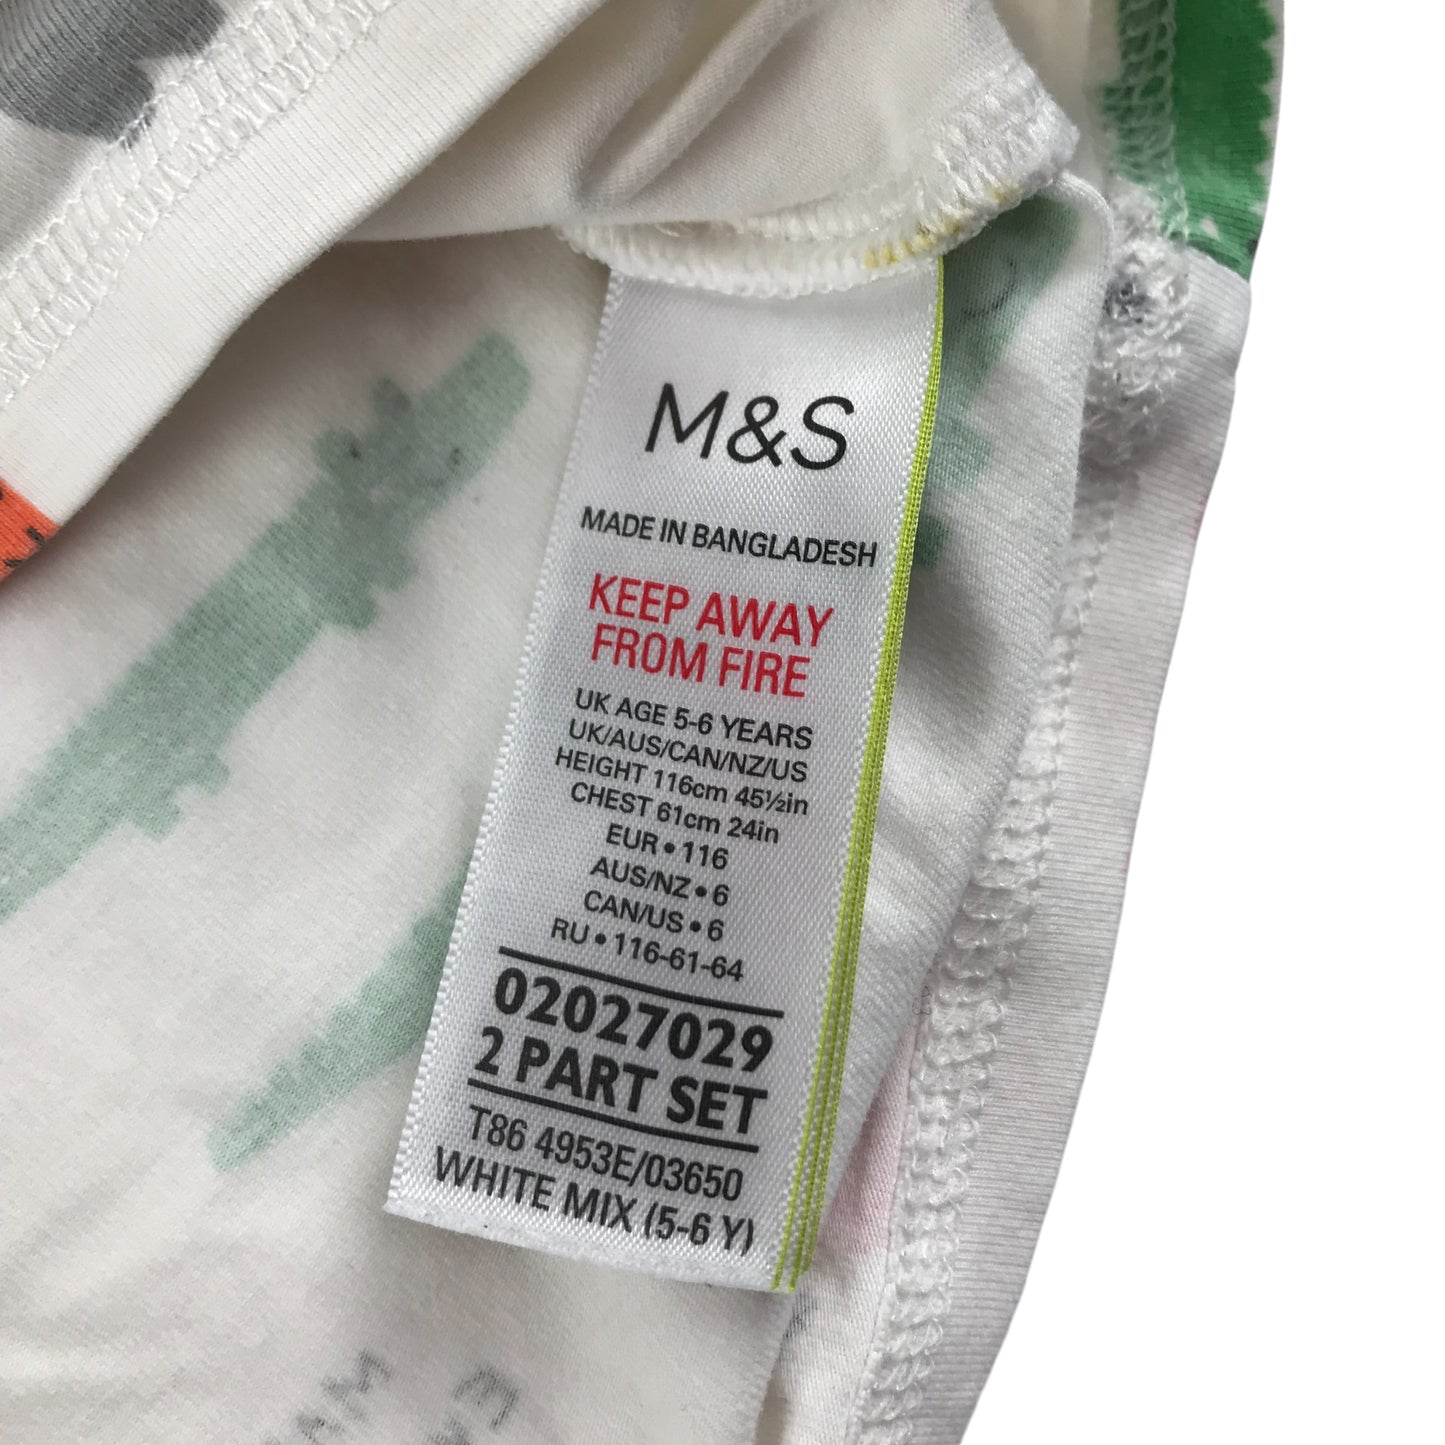 M&S
MADE IN BANGLADESH
KEEP AWAY
FROM FIRE
UK AGE 5-6 YEARS
UK/AUS/CAN/NZ/US
HEIGHT 116cm 45½in
CHEST 61cm 24in
EUR • 116
AUS/NZ • 6
CAN/US • 6
RU • 116-61-64
02027029
2 PART SET
T86 4953E/03650
WHITE MIX (5-6 Y)